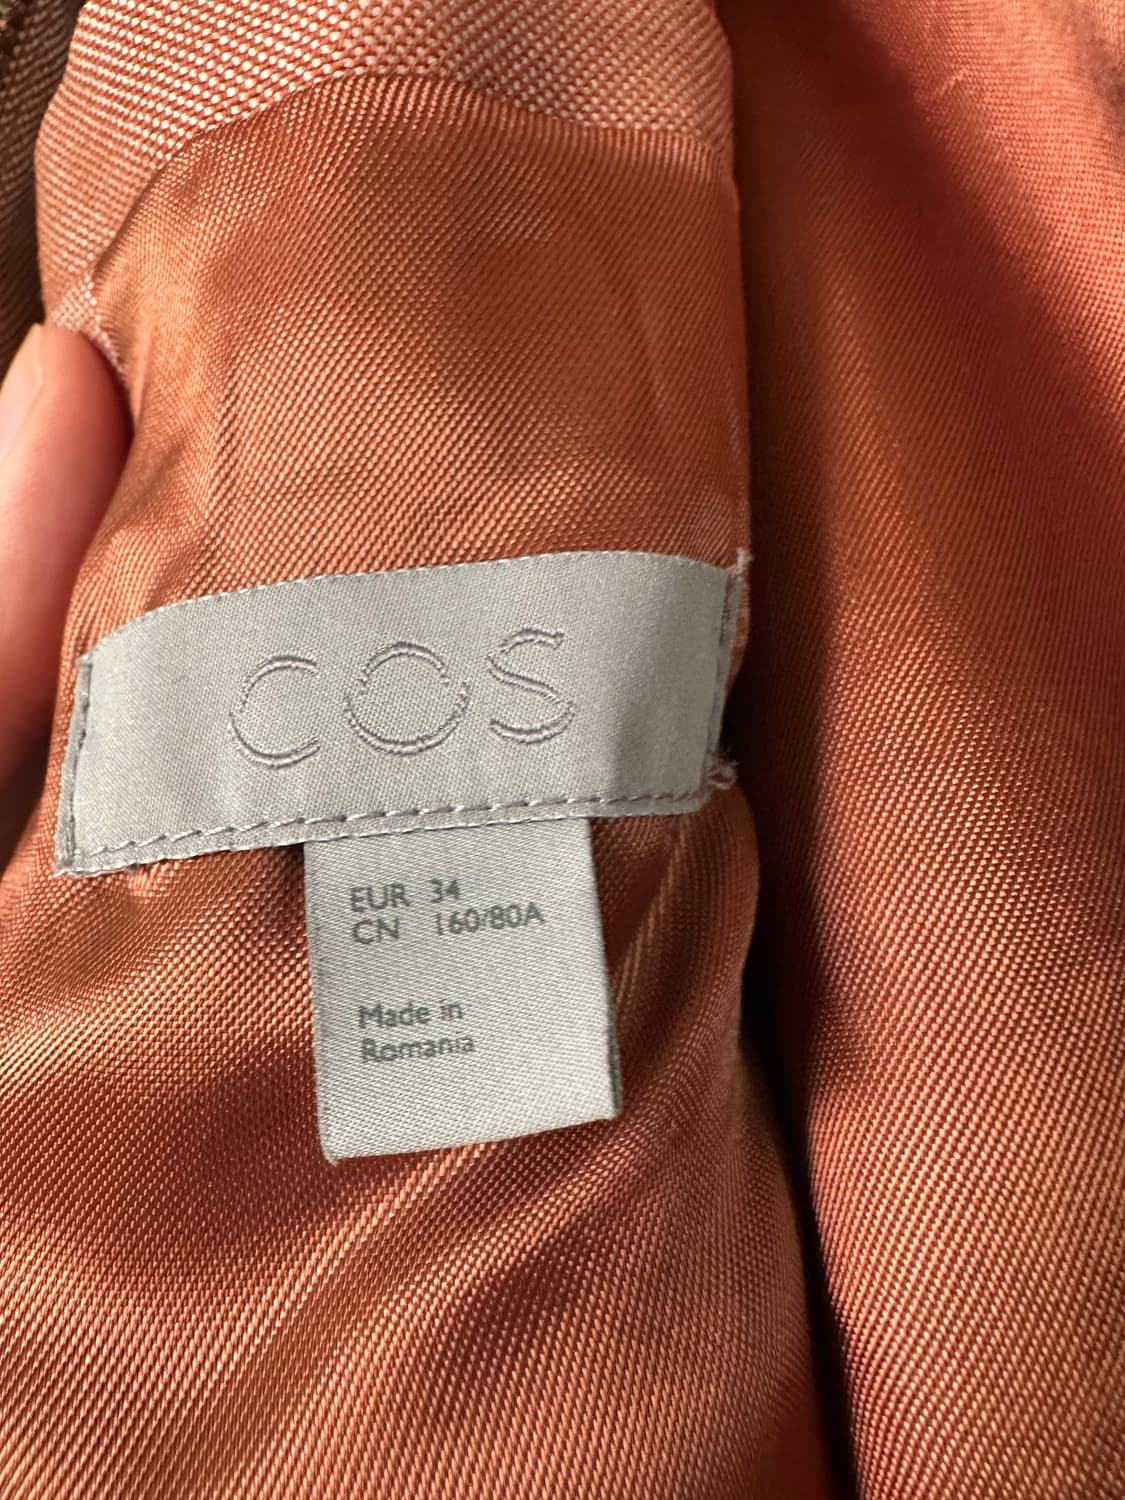 COS
EUR 34
CN 160/80A
Made in
Romania